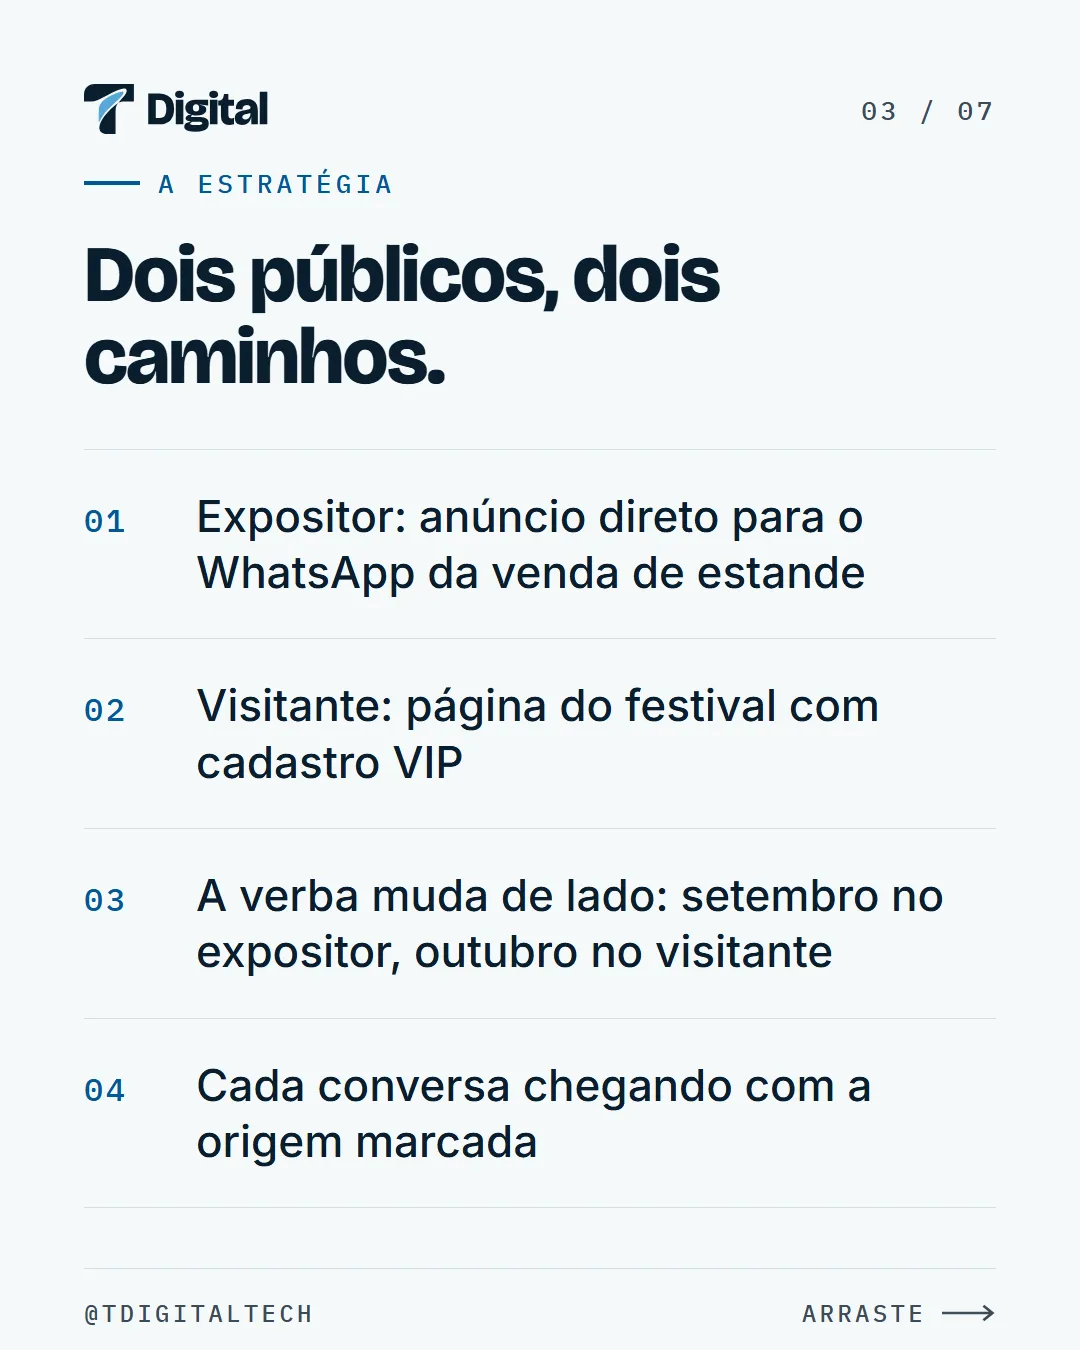 T Digital
03 / 07
A ESTRATÉGIA
Dois públicos, dois
caminhos.
01
Expositor: anúncio direto para o
WhatsApp da venda de estande
02
Visitante: página do festival com
cadastro VIP
03
A verba muda de lado: setembro no
expositor, outubro no visitante
04
Cada conversa chegando com a
origem marcada
@TDIGITALTECH
ARRASTE